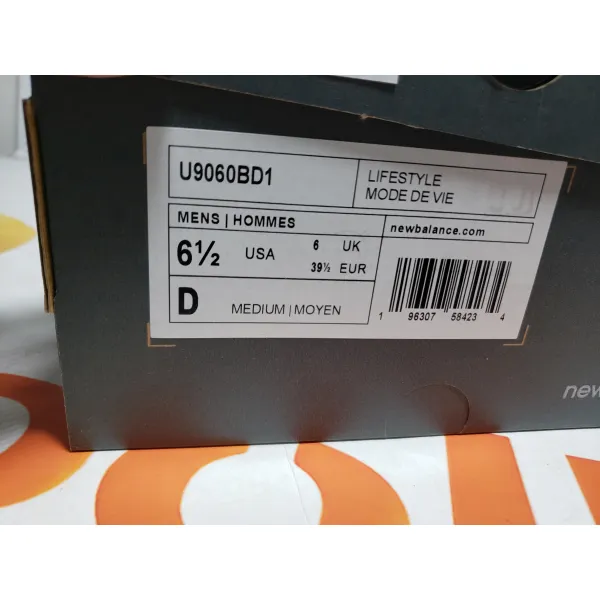 U9060BD1
LIFESTYLE
MODE DE VIE
MENS | HOMMES
newbalance.com
6½ USA 6 UK
39½ EUR
D MEDIUM | MOYEN
1 96307 58423 4
new